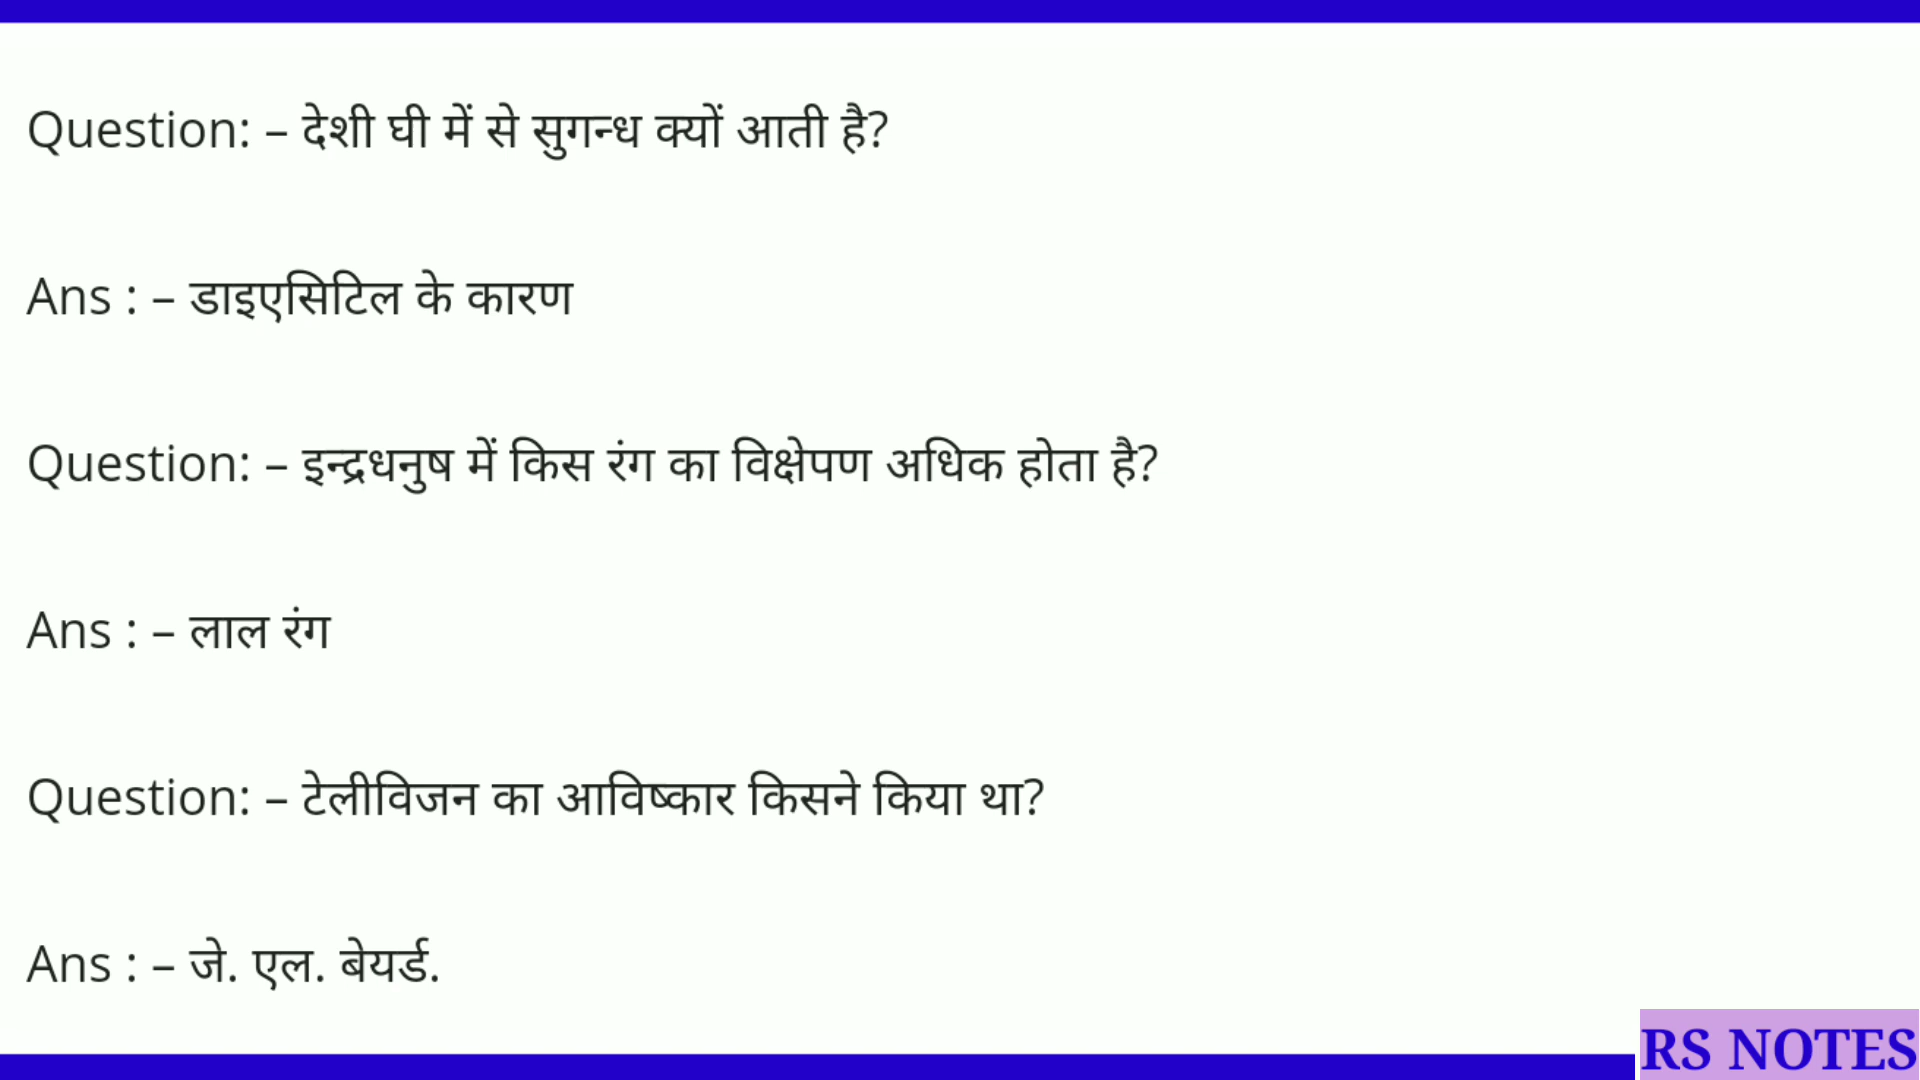 Question: – देशी घी में से सुगन्ध क्यों आती है?
Ans : – डाइएसिटिल के कारण
Question: – इन्द्रधनुष में किस रंग का विक्षेपण अधिक होता है?
Ans : – लाल रंग
Question: – टेलीविजन का आविष्कार किसने किया था?
Ans : – जे. एल. बेयर्ड.
RS NOTES